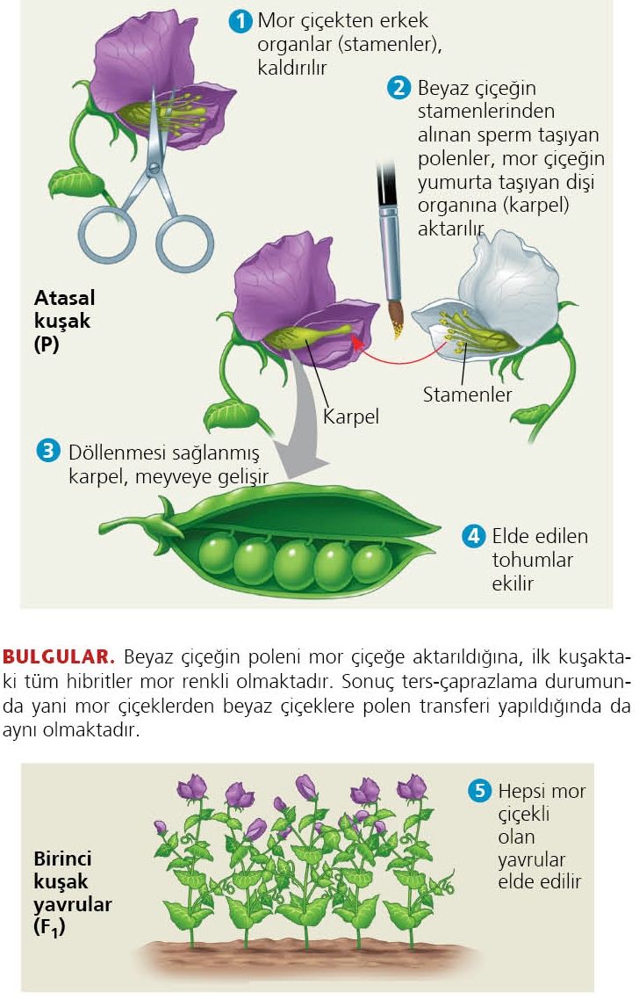 1 Mor çiçekten erkek
organlar (stamenler),
kaldırılır
2 Beyaz çiçeğin
stamenlerinden
alınan sperm taşıyan
polenler, mor çiçeğin
yumurta taşıyan dişi
organına (karpel)
aktarılır
Atasal
kuşak
(P)
Stamenler
Karpel
3 Döllenmesi sağlanmış
karpel, meyveye gelişir
4 Elde edilen
tohumlar
ekilir
BULGULAR. Beyaz çiçeğin poleni mor çiçeğe aktarıldığına, ilk kuşakta-
ki tüm hibritler mor renkli olmaktadır. Sonuç ters-çaprazlama durumun-
da yani mor çiçeklerden beyaz çiçeklere polen transferi yapıldığında da
aynı olmaktadır.
5 Hepsi mor
çiçekli
olan
yavrular
elde edilir
Birinci
kuşak
yavrular
(F₁)